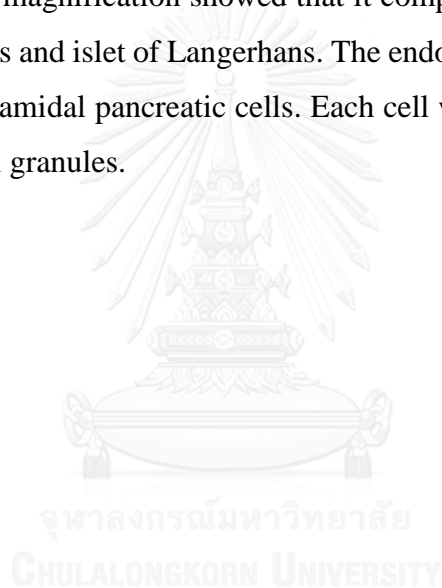 magnification showed that it comp
s and islet of Langerhans. The endo
amidal pancreatic cells. Each cell
granules.
จุฬาลงกรณ์มหาวิทยาลัย
CHULALONGKORN UNIVERSITY